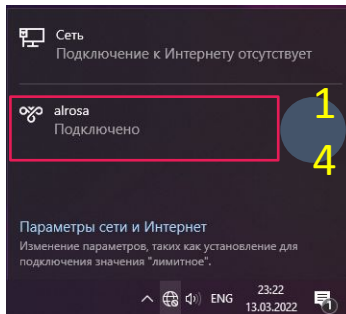 Сеть
Подключение к Интернету отсутствует
alrosa
Подключено
1
4
Параметры сети и Интернет
Изменение параметров, таких как установление для
подключения значения "лимитное".
ENG
23:22
13.03.2022
1